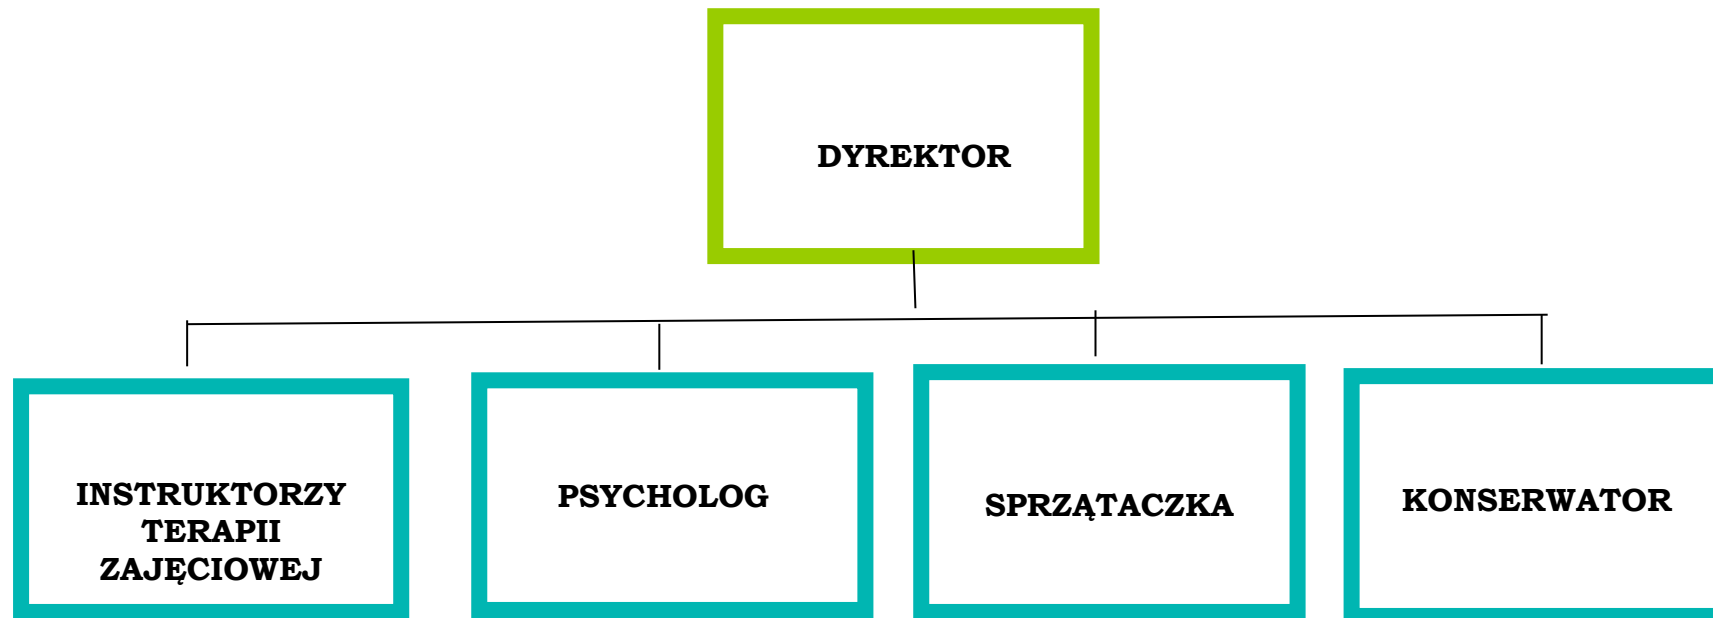 DYREKTOR
INSTRUKTORZY
TERAPII
ZAJĘCIOWEJ
PSYCHOLOG
SPRZĄTACZKA
KONSERWATOR